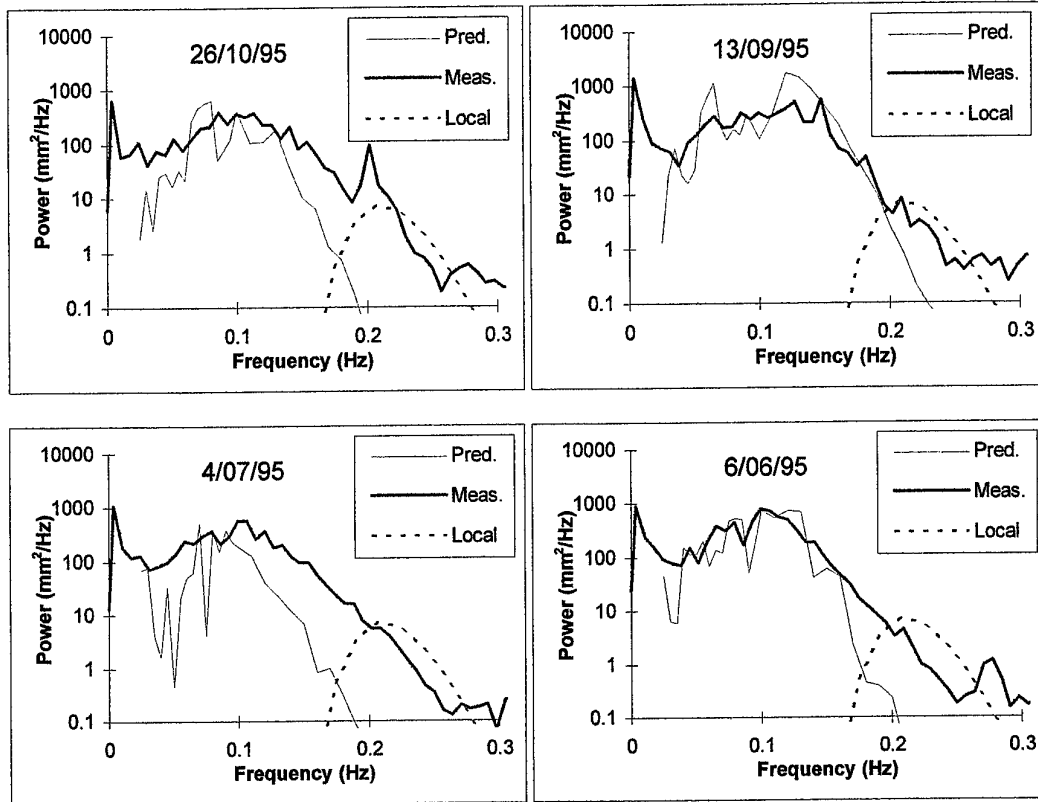 26/10/95
Power (mm²/Hz)
10000
1000
100
10
1
0.1
0
0.1
0.2
0.3
Frequency (Hz)
Pred.
Meas.
Local
13/09/95
Power (mm²/Hz)
10000
1000
100
10
1
0.1
0
0.1
0.2
0.3
Frequency (Hz)
Pred.
Meas.
Local
4/07/95
Power (mm²/Hz)
10000
1000
100
10
1
0.1
0
0.1
0.2
0.3
Frequency (Hz)
Pred.
Meas.
Local
6/06/95
Power (mm²/Hz)
10000
1000
100
10
1
0.1
0
0.1
0.2
0.3
Frequency (Hz)
Pred.
Meas.
Local